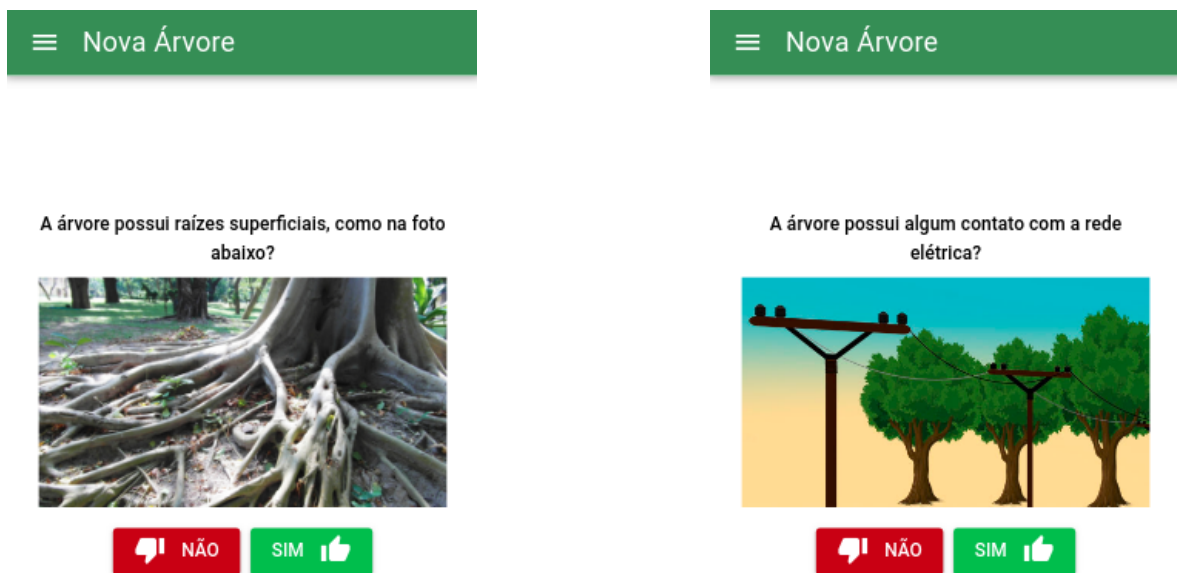 Nova Árvore
A árvore possui raízes superficiais, como na foto
abaixo?
NÃO
SIM
Nova Árvore
A árvore possui algum contato com a rede
elétrica?
NÃO
SIM